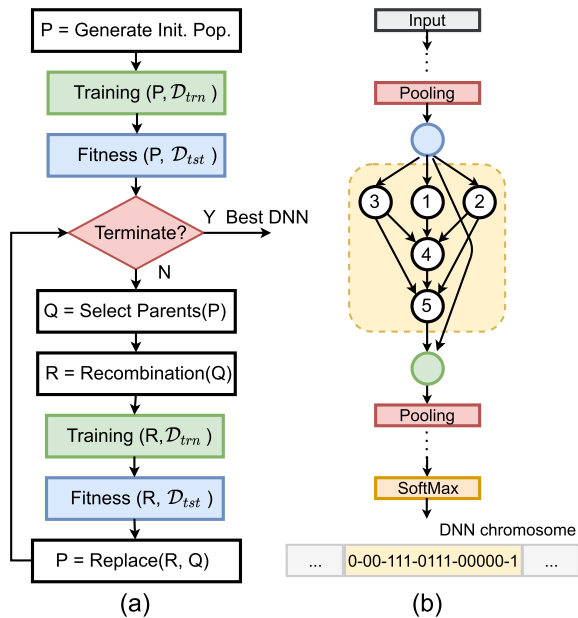 P = Generate Init. Pop.
Training (P, 𝒟trn )
Fitness (P, 𝒟tst )
Terminate?
Y Best DNN
N
Q = Select Parents(P)
R = Recombination(Q)
Training (R,𝒟trn )
Fitness (R, 𝒟tst )
P = Replace(R, Q)
(a)
Input
Pooling
3
1
2
4
5
Pooling
SoftMax
DNN chromosome
... 0-00-111-0111-00000-1 ...
(b)